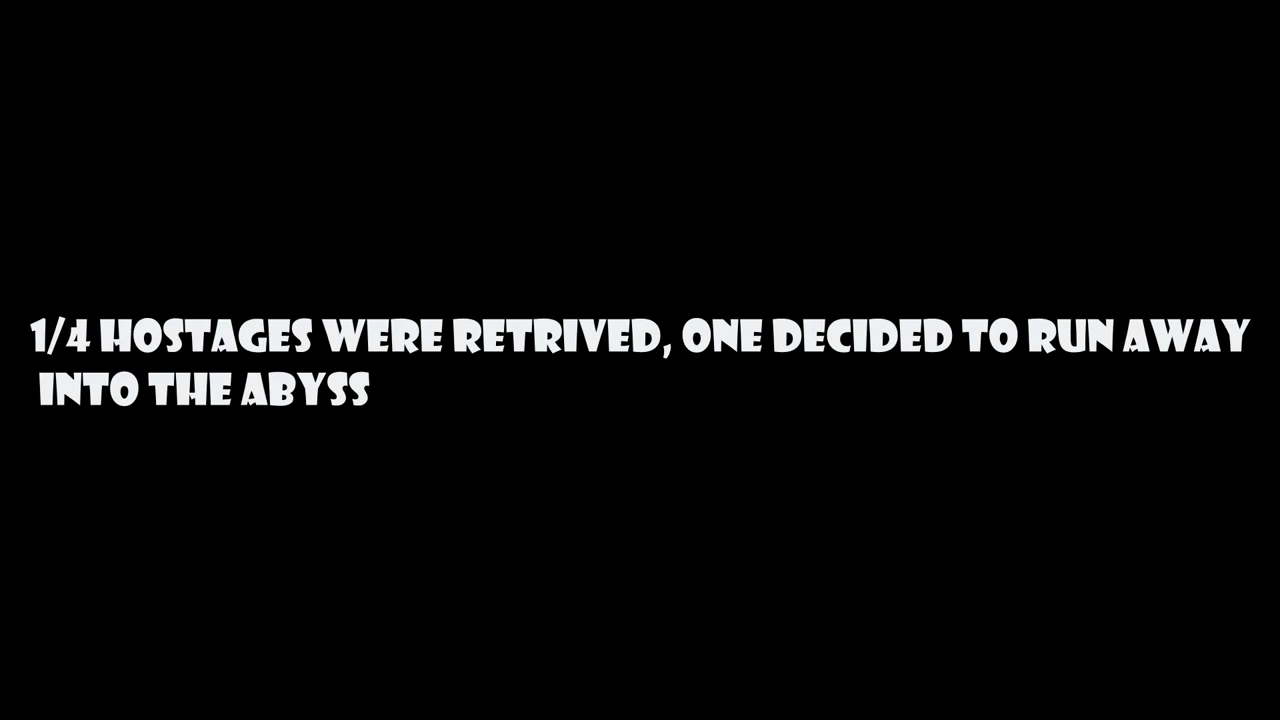 1/4 HOSTAGES WERE RETRIVED, ONE DECIDED TO RUN AWAY
INTO THE ABYSS